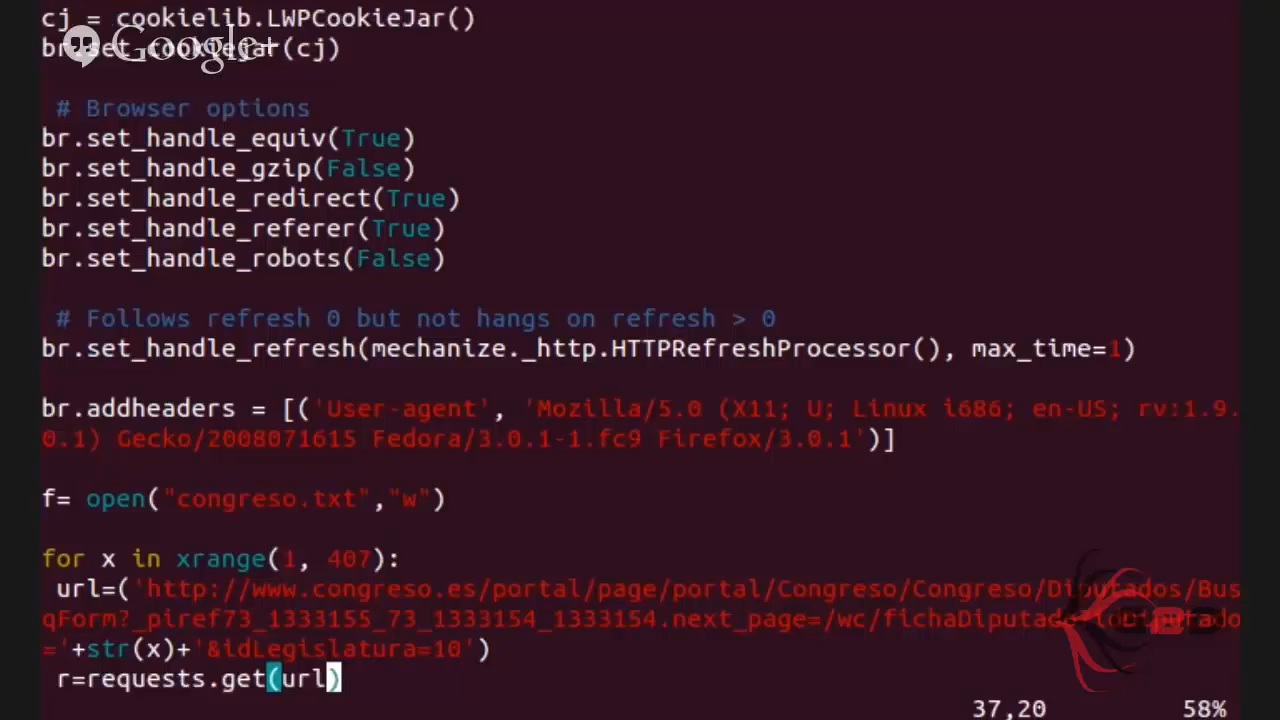 cj = cookielib.LWPCookieJar()
br.set_cookiejar(cj)
Google+
# Browser options
br.set_handle_equiv(True)
br.set_handle_gzip(False)
br.set_handle_redirect(True)
br.set_handle_referer(True)
br.set_handle_robots(False)
# Follows refresh 0 but not hangs on refresh > 0
br.set_handle_refresh(mechanize._http.HTTPRefreshProcessor(), max_time=1)
br.addheaders = [('User-agent', 'Mozilla/5.0 (X11; U; Linux i686; en-US; rv:1.9.
0.1) Gecko/2008071615 Fedora/3.0.1-1.fc9 Firefox/3.0.1')]
f= open("congreso.txt","w")
for x in xrange(1, 407):
url=('http://www.congreso.es/portal/page/portal/Congreso/Congreso/Diputados/Bus
qForm?_piref73_1333155_73_1333154_1333154.next_page=/wc/fichaDiputado?idDiputado
='+str(x)+'&idLegislatura=10')
r=requests.get(url)
37,20 58%